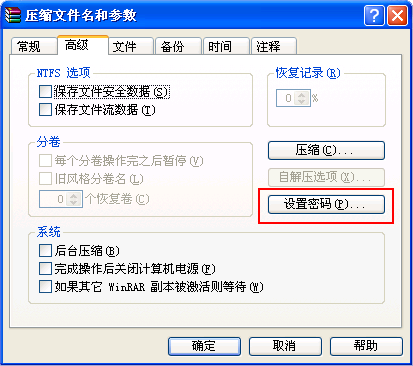 压缩文件名和参数
常规 高级 文件 备份 时间 注释
NTFS 选项
保存文件安全数据(S)
保存文件流数据(T)
恢复记录(R)
0 %
分卷
每个分卷操作完之后暂停(V)
旧风格分卷名(L)
0 个恢复卷(C)
压缩(C)...
自解压选项(X)...
设置密码(P)...
系统
后台压缩(B)
完成操作后关闭计算机电源(F)
如果其它 WinRAR 副本被激活则等待(W)
确定 取消 帮助